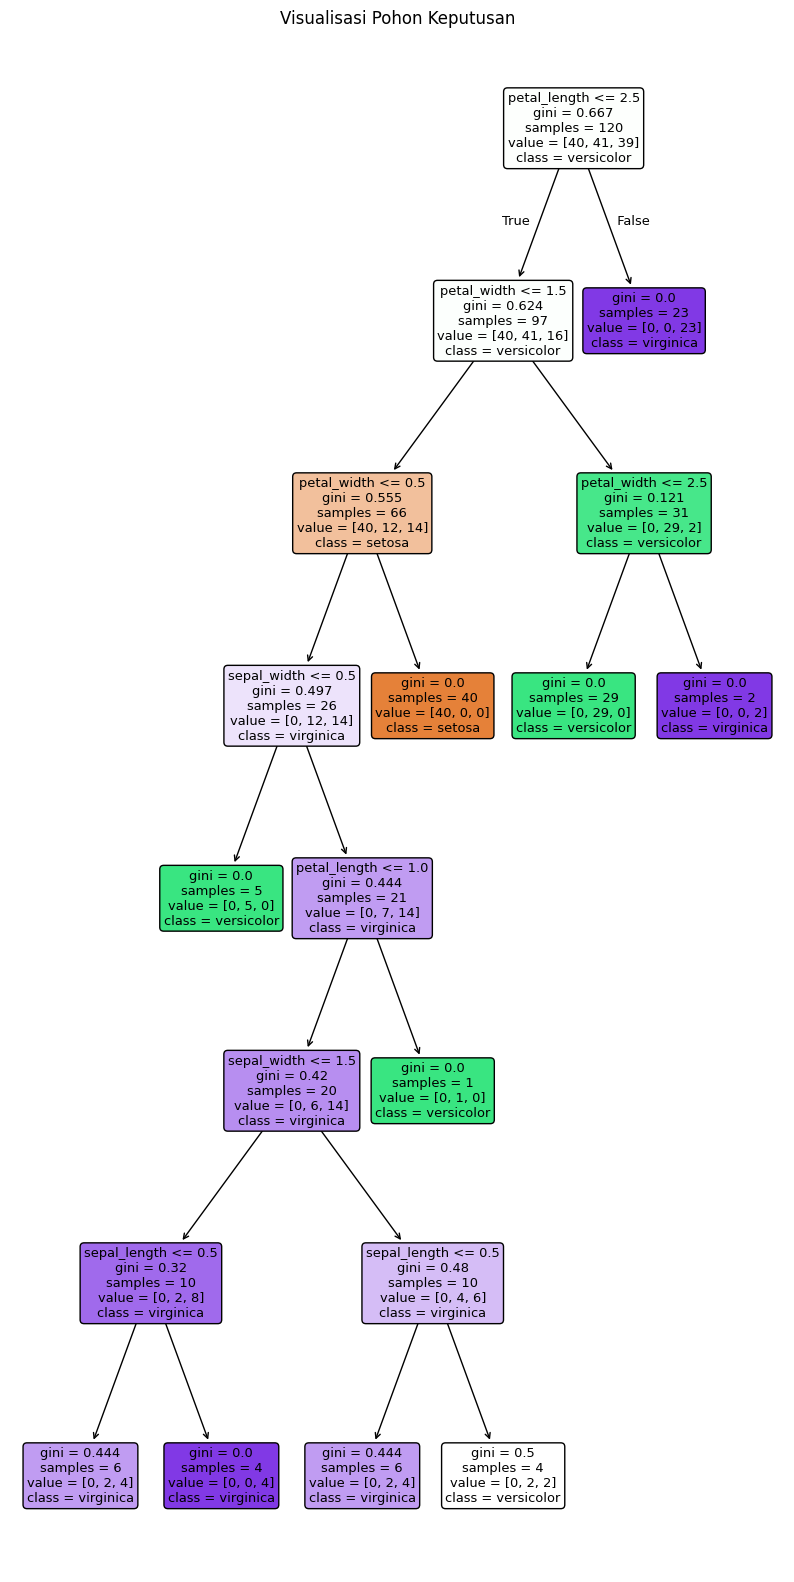 Visualisasi Pohon Keputusan
petal_length <= 2.5
gini = 0.667
samples = 120
value = [40, 41, 39]
class = versicolor
True
False
petal_width <= 1.5
gini = 0.624
samples = 97
value = [40, 41, 16]
class = versicolor
gini = 0.0
samples = 23
value = [0, 0, 23]
class = virginica
petal_width <= 0.5
gini = 0.555
samples = 66
value = [40, 12, 14]
class = setosa
petal_width <= 2.5
gini = 0.121
samples = 31
value = [0, 29, 2]
class = versicolor
sepal_width <= 0.5
gini = 0.497
samples = 26
value = [0, 12, 14]
class = virginica
gini = 0.0
samples = 40
value = [40, 0, 0]
class = setosa
gini = 0.0
samples = 29
value = [0, 29, 0]
class = versicolor
gini = 0.0
samples = 2
value = [0, 0, 2]
class = virginica
gini = 0.0
samples = 5
value = [0, 5, 0]
class = versicolor
petal_length <= 1.0
gini = 0.444
samples = 21
value = [0, 7, 14]
class = virginica
sepal_width <= 1.5
gini = 0.42
samples = 20
value = [0, 6, 14]
class = virginica
gini = 0.0
samples = 1
value = [0, 1, 0]
class = versicolor
sepal_length <= 0.5
gini = 0.32
samples = 10
value = [0, 2, 8]
class = virginica
sepal_length <= 0.5
gini = 0.48
samples = 10
value = [0, 4, 6]
class = virginica
gini = 0.444
samples = 6
value = [0, 2, 4]
class = virginica
gini = 0.0
samples = 4
value = [0, 0, 4]
class = virginica
gini = 0.444
samples = 6
value = [0, 2, 4]
class = virginica
gini = 0.5
samples = 4
value = [0, 2, 2]
class = versicolor